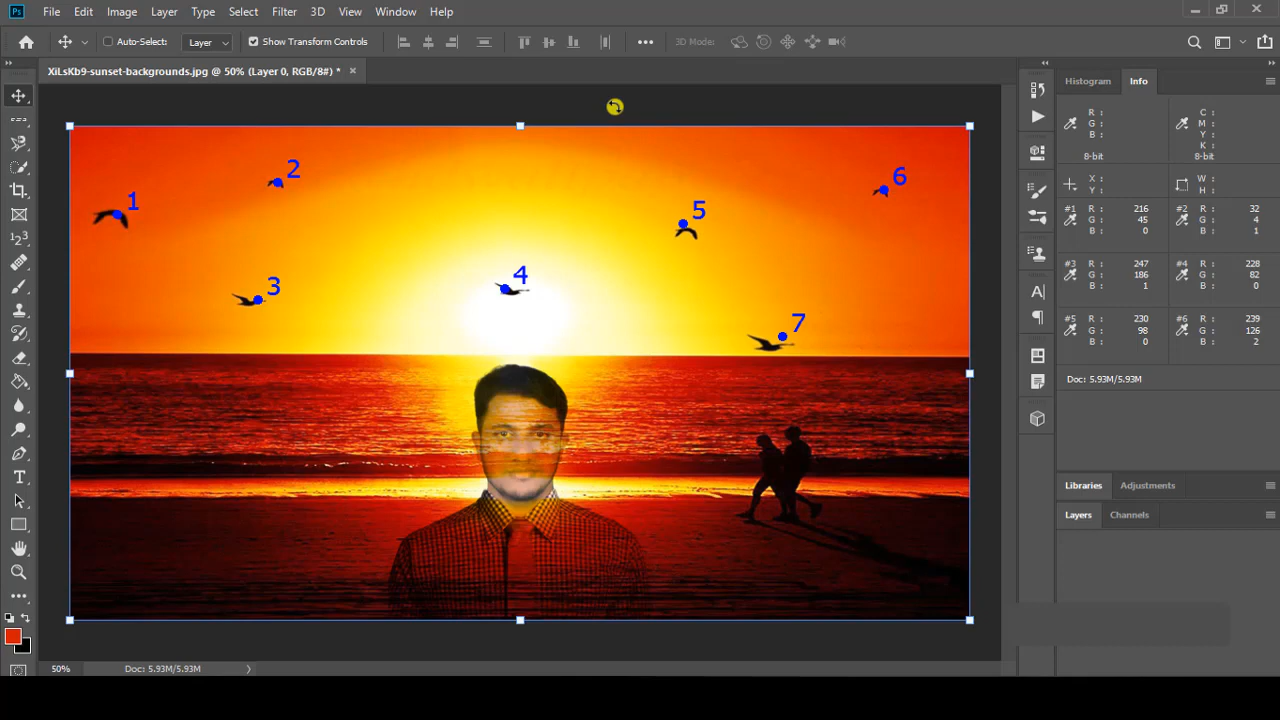 Ps File Edit Image Layer Type Select Filter 3D View Window Help
Auto-Select: Layer Show Transform Controls 3D Mode:
XiLsKb9-sunset-backgrounds.jpg @ 50% (Layer 0, RGB/8#) *
Histogram Info
R: C:
G: M:
B: Y:
K:
8-bit 8-bit
X: W:
Y: H:
#1 R: 216 #2 R: 32
G: 45 G: 4
B: 0 B: 1
#3 R: 247 #4 R: 228
G: 186 G: 82
B: 1 B: 0
#5 R: 230 #6 R: 239
G: 98 G: 126
B: 0 B: 2
Doc: 5.93M/5.93M
1
2
3
4
5
6
7
Libraries Adjustments
Layers Channels
50% Doc: 5.93M/5.93M